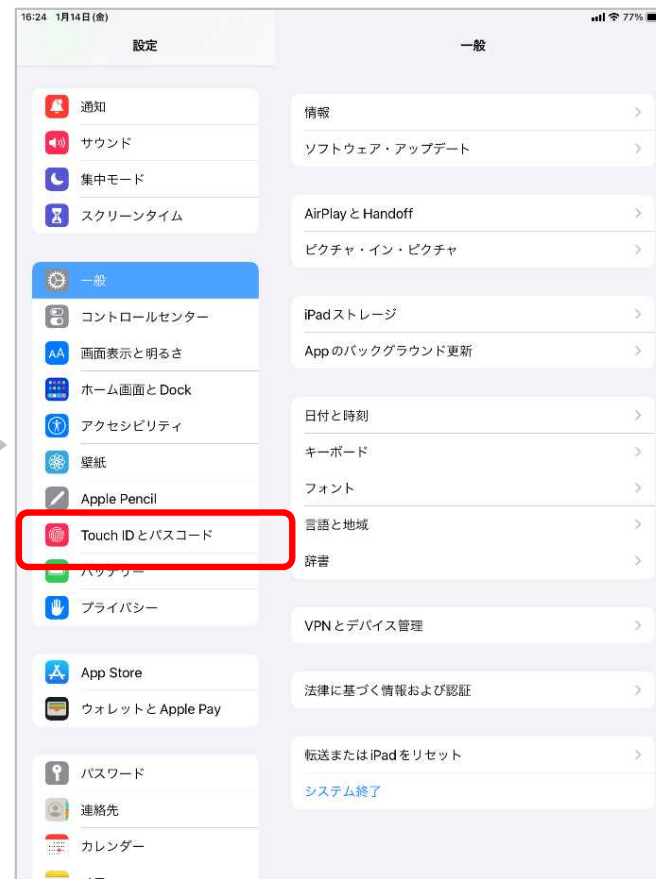 16:24 1月14日(金)
77%
設定
通知
サウンド
集中モード
スクリーンタイム
一般
コントロールセンター
AA 画面表示と明るさ
ホーム画面とDock
アクセシビリティ
壁紙
Apple Pencil
Touch IDとパスコード
バッテリー
プライバシー
App Store
ウォレットとApple Pay
パスワード
連絡先
カレンダー
一般
情報
ソフトウェア・アップデート
AirPlayとHandoff
ピクチャ・イン・ピクチャ
iPadストレージ
Appのバックグラウンド更新
日付と時刻
キーボード
フォント
言語と地域
辞書
VPNとデバイス管理
法律に基づく情報および認証
転送またはiPadをリセット
システム終了